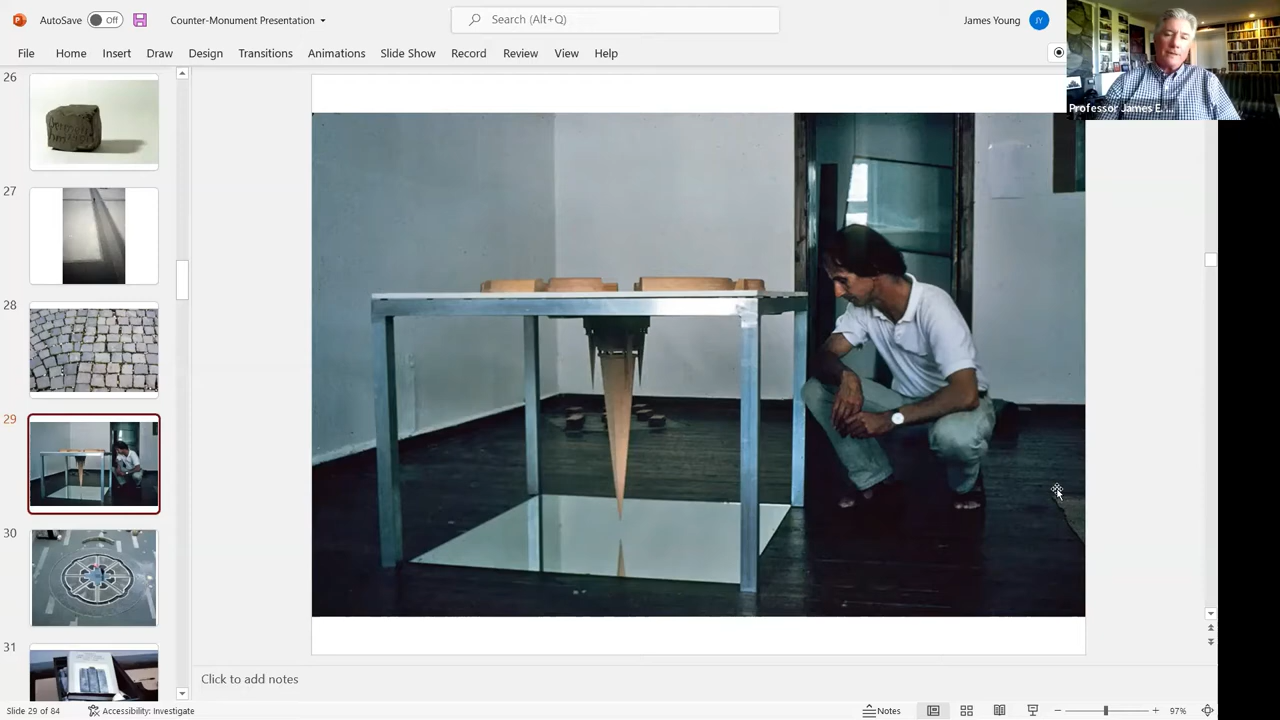 AutoSave Off Counter-Monument Presentation Search (Alt+Q) James Young JY
File Home Insert Draw Design Transitions Animations Slide Show Record Review View Help
Professor James E.
26
27
28
29
30
31
Click to add notes
Slide 29 of 84 Accessibility: Investigate Notes 97%